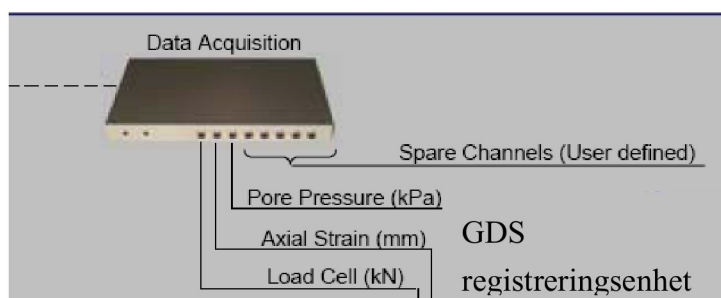 Data Acquisition
Spare Channels (User defined)
Pore Pressure (kPa)
Axial Strain (mm)
GDS
Load Cell (kN)
registreringsenhet